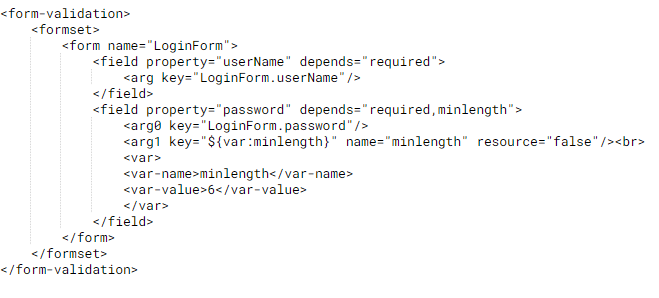 <form-validation>
<formset>
<form name="LoginForm">
<field property="userName" depends="required">
<arg key="LoginForm.userName"/>
</field>
<field property="password" depends="required,minlength">
<arg0 key="LoginForm.password"/>
<arg1 key="${var:minlength}" name="minlength" resource="false"/><br>
<var>
<var-name>minlength</var-name>
<var-value>6</var-value>
</var>
</field>
</form>
</formset>
</form-validation>